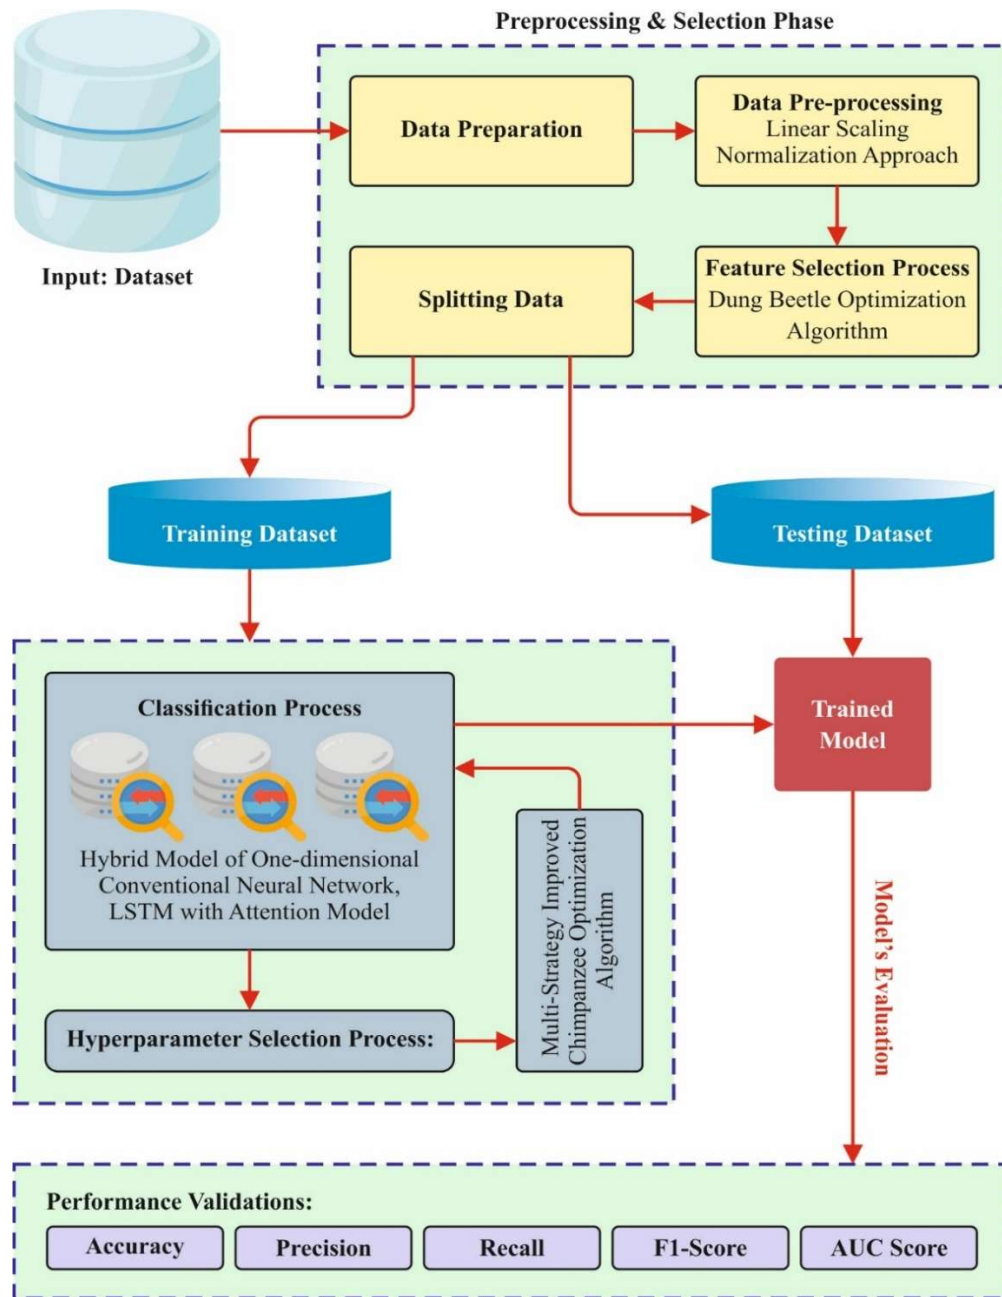 Preprocessing & Selection Phase
Data Preparation
Data Pre-processing
Linear Scaling
Normalization Approach
Input: Dataset
Splitting Data
Feature Selection Process
Dung Beetle Optimization
Algorithm
Training Dataset
Testing Dataset
Classification Process
Hybrid Model of One-dimensional
Conventional Neural Network,
LSTM with Attention Model
Hyperparameter Selection Process:
Multi-Strategy Improved
Chimpanzee Optimization
Algorithm
Trained
Model
Model’s Evaluation
Performance Validations:
Accuracy
Precision
Recall
F1-Score
AUC Score